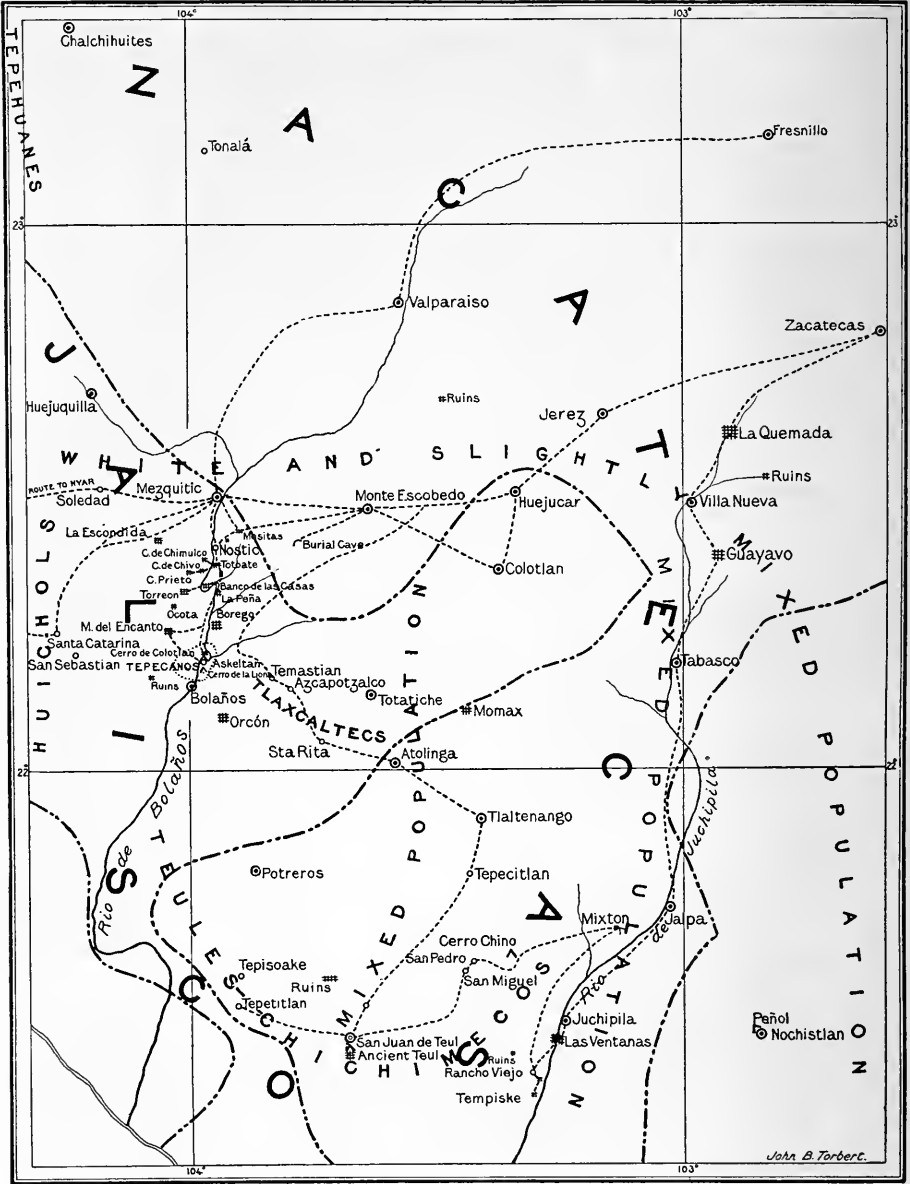 104°
103°
Chalchihuites
TEPEHUANES
ZACATECAS
Tonalá
Fresnillo
23°
23°
Valparaiso
Zacatecas
JALISCO
Huejuquilla
Ruins
Jerez
La Quemada
WHITE AND SLIGHTLY MIXED POPULATION
Ruins
ROUTE TO NYAR
Soledad
Mezquitic
Monte Escobedo
Huejucar
Villa Nueva
La Escondida
Mositas
Nostic
Burial Cave
Guayavo
MIXED POPULATION
C. de Chimulco
Totoate
C. de Chivo
Colotlan
C. Prieto
Banco de las Casas
Torreon
La Peña
Ocota
Borego
M. del Encanto
HUICHOLS
Santa Catarina
Cerro de Colotlan
San Sebastian
TEPECANOS
Askeltan
Cerro de la Liona
Temastian
Tabasco
Ruins
Azcapotzalco
Bolaños
Totatiche
TLAXCALTECS
Momax
Orcón
Sta Rita
Atolinga
22°
Rio de Bolaños
Rio de Juchipila
Tlaltenango
MIXED POPULATION
Potreros
Tepecitlan
TEULES-CHICHIMECOS
Mixton
Jalpa
Cerro Chino
San Pedro
Tepisoake
San Miguel
Ruins
Tepetitlan
Juchipila
Peñol
Nochistlan
San Juan de Teul
Las Ventanas
Ancient Teul
Ruins
Rancho Viejo
Tempiske
John B. Torbert.
104°
103°